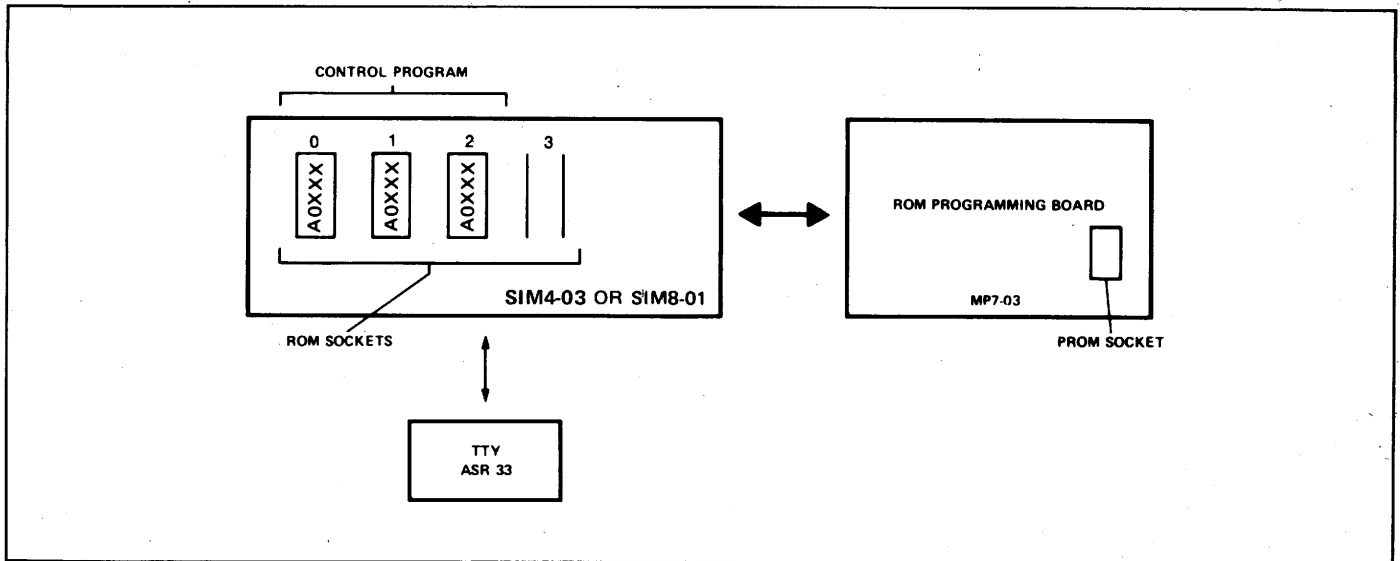 CONTROL PROGRAM
0 1 2 3
A0XXX A0XXX A0XXX
SIM4-03 OR SIM8-01
ROM SOCKETS
ROM PROGRAMMING BOARD
MP7-03
PROM SOCKET
TTY
ASR 33